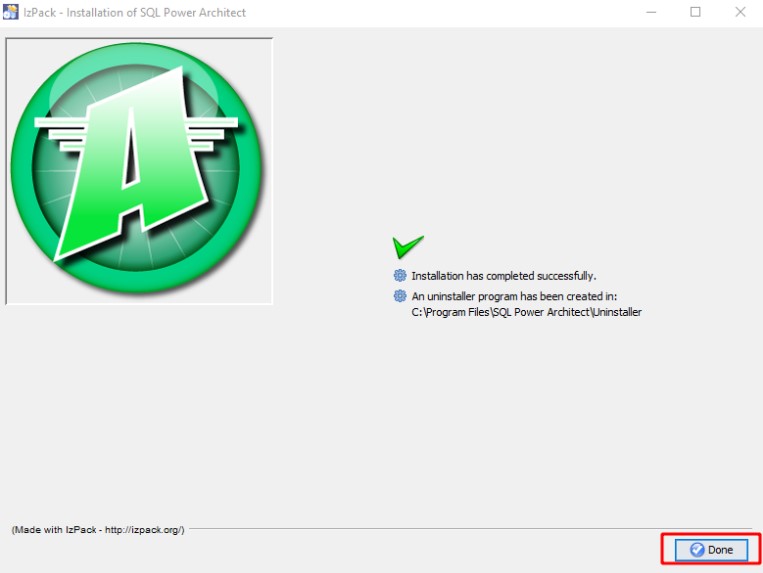 IzPack - Installation of SQL Power Architect
A
Installation has completed successfully.
An uninstaller program has been created in:
C:\Program Files\SQL Power Architect\Uninstaller
(Made with IzPack - http://izpack.org/)
Done